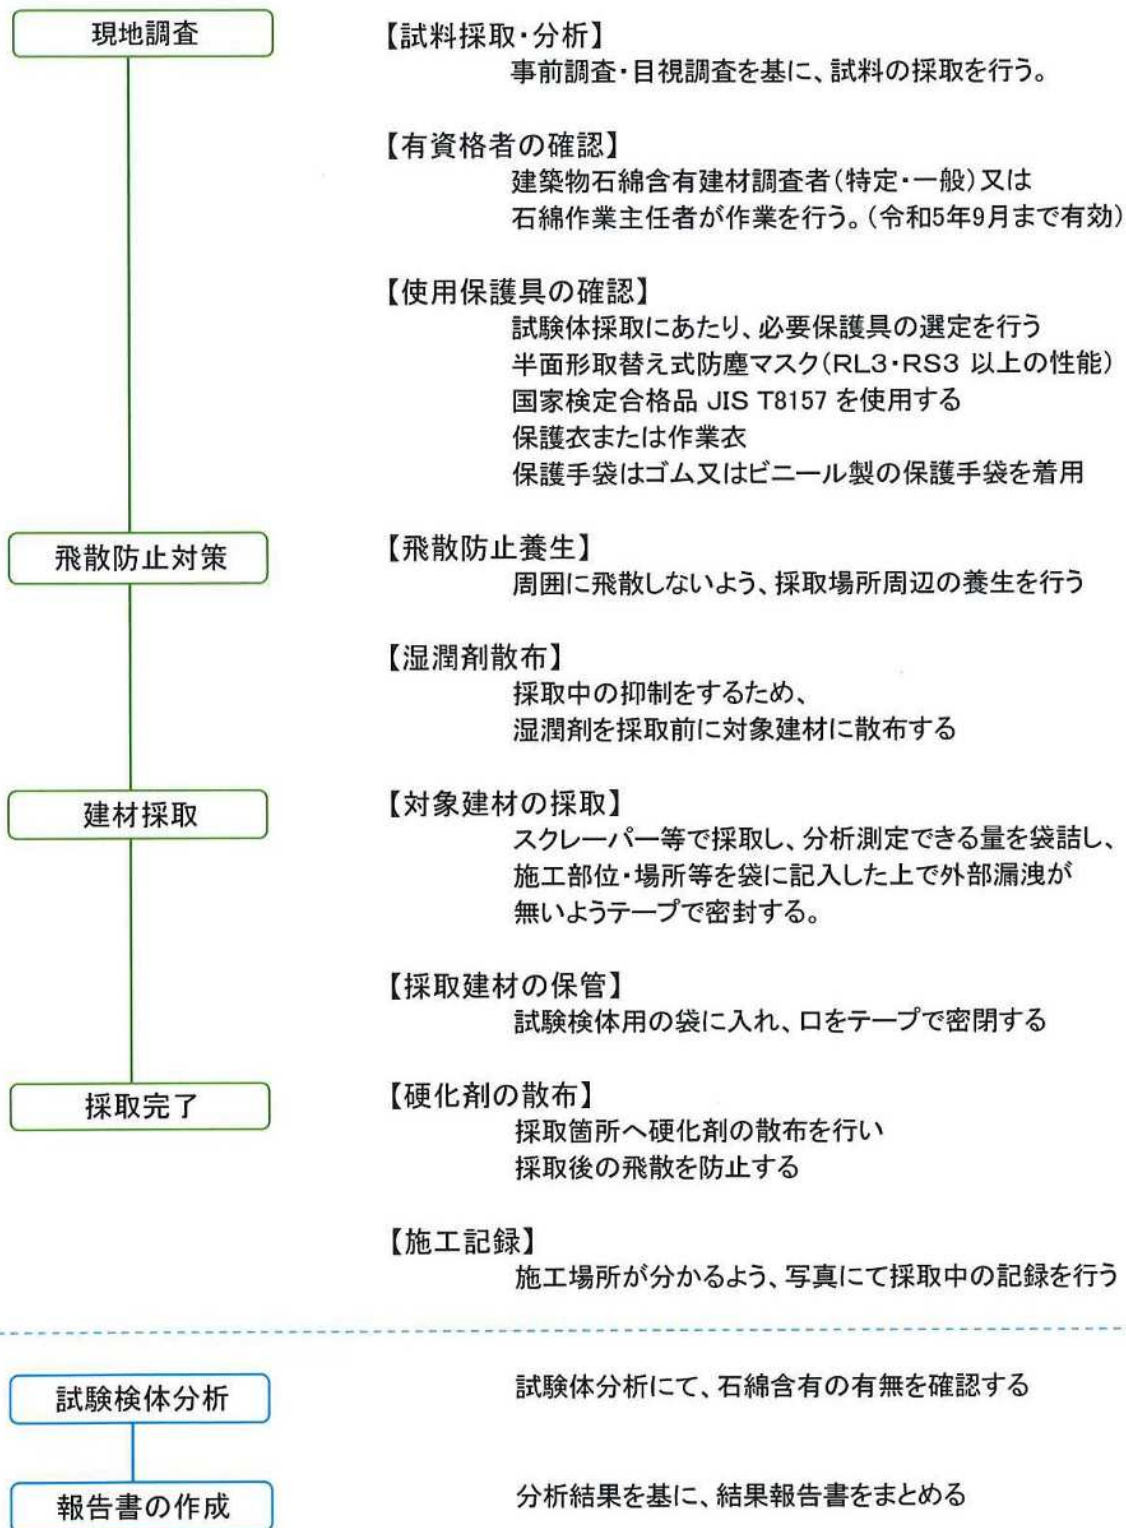 現地調査
【試料採取・分析】
事前調査・目視調査を基に、試料の採取を行う。
【有資格者の確認】
建築物石綿含有建材調査者(特定・一般)又は
石綿作業主任者が作業を行う。(令和5年9月まで有効)
【使用保護具の確認】
試験体採取にあたり、必要保護具の選定を行う
半面形取替え式防塵マスク(RL3・RS3 以上の性能)
国家検定合格品 JIS T8157 を使用する
保護衣または作業衣
保護手袋はゴム又はビニール製の保護手袋を着用
飛散防止対策
【飛散防止養生】
周囲に飛散しないよう、採取場所周辺の養生を行う
【湿潤剤散布】
採取中の抑制をするため、
湿潤剤を採取前に対象建材に散布する
建材採取
【対象建材の採取】
スクレーパー等で採取し、分析測定できる量を袋詰し、
施工部位・場所等を袋に記入した上で外部漏洩が
無いようテープで密封する。
【採取建材の保管】
試験検体用の袋に入れ、口をテープで密閉する
採取完了
【硬化剤の散布】
採取箇所へ硬化剤の散布を行い
採取後の飛散を防止する
【施工記録】
施工場所が分かるよう、写真にて採取中の記録を行う
試験検体分析
試験体分析にて、石綿含有の有無を確認する
報告書の作成
分析結果を基に、結果報告書をまとめる